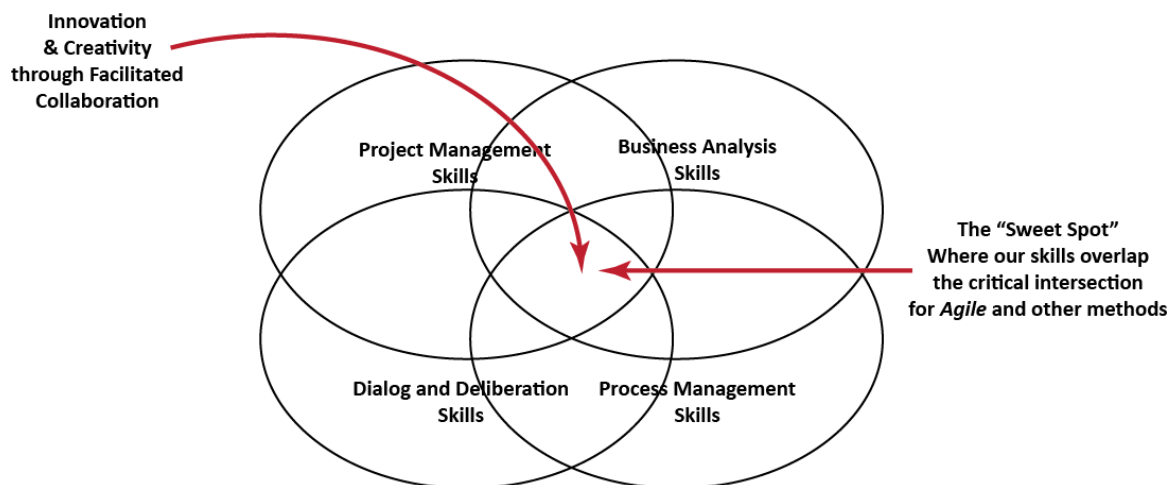 Innovation
& Creativity
through Facilitated
Collaboration
Project Management
Skills
Business Analysis
Skills
The “Sweet Spot”
Where our skills overlap
the critical intersection
for Agile and other methods
Dialog and Deliberation
Skills
Process Management
Skills